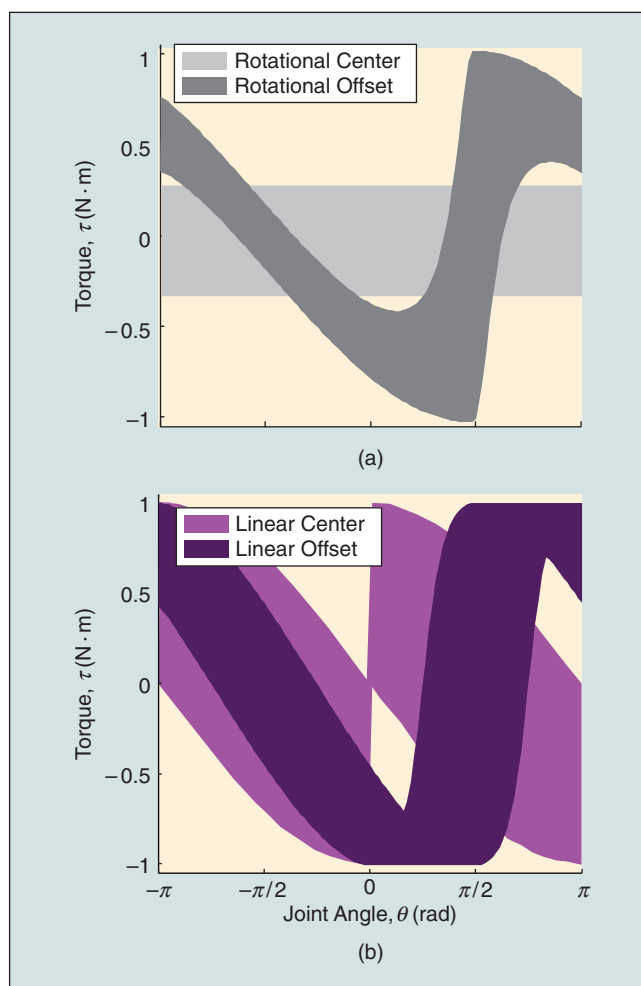 1
Rotational Center
Rotational Offset
0.5
0
−0.5
−1
Torque, τ (N · m)
(a)
1
Linear Center
Linear Offset
0.5
0
−0.5
−1
Torque, τ (N · m)
−π −π/2 0 π/2 π
Joint Angle, θ (rad)
(b)